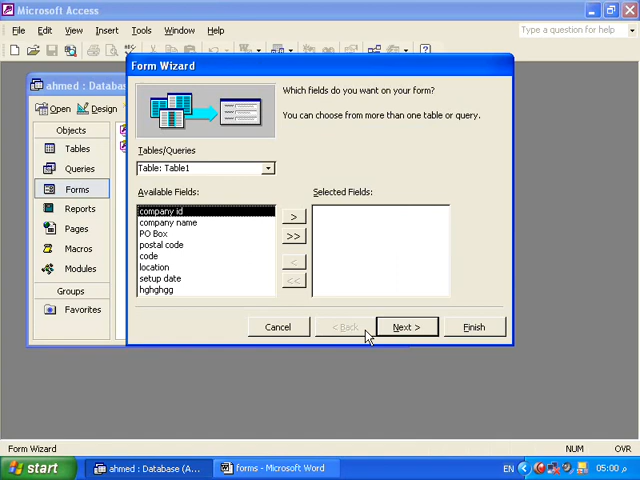 Microsoft Access
File Edit View Insert Tools Window Help
Type a question for help
ahmed : Database
Open Design
Objects
Tables
Queries
Forms
Reports
Pages
Macros
Modules
Groups
Favorites
Form Wizard
Which fields do you want on your form?
You can choose from more than one table or query.
Tables/Queries
Table: Table1
Available Fields:
Selected Fields:
company id
company name
PO Box
postal code
code
location
setup date
hghghgg
>
>>
<
<<
Cancel
< Back
Next >
Finish
Form Wizard
NUM OVR
start
ahmed : Database (A...
forms - Microsoft Word
EN
05:00 م